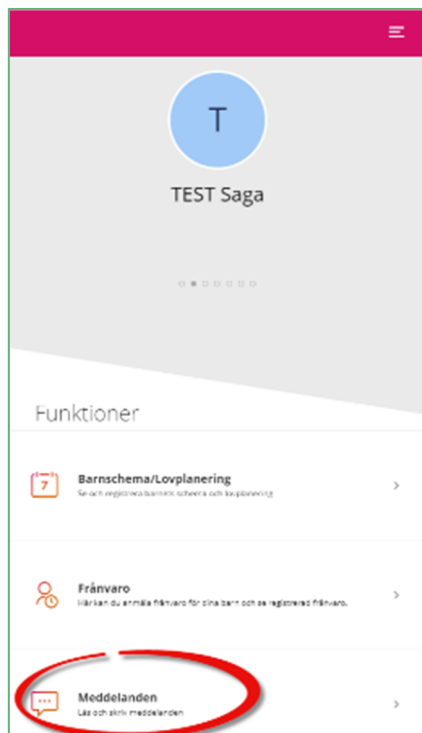 T
TEST Saga
Funktioner
7
Barnschema/Lovplanering
Se och registrera barnets schema och lovplanering
Frånvaro
Här kan du anmäla frånvaro för dina barn och se registrerad frånvaro.
Meddelanden
Läs och skriv meddelanden